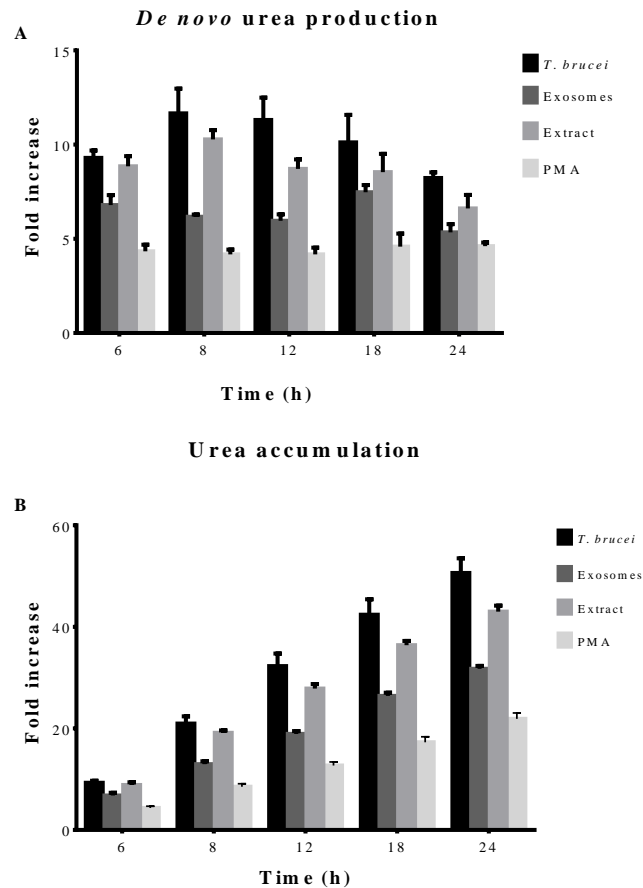 De novo urea production
A
15
10
5
0
Fold increase
6 8 12 18 24
Time (h)
T. brucei
Exosomes
Extract
PMA
Urea accumulation
B
60
40
20
0
Fold increase
6 8 12 18 24
Time (h)
T. brucei
Exosomes
Extract
PMA